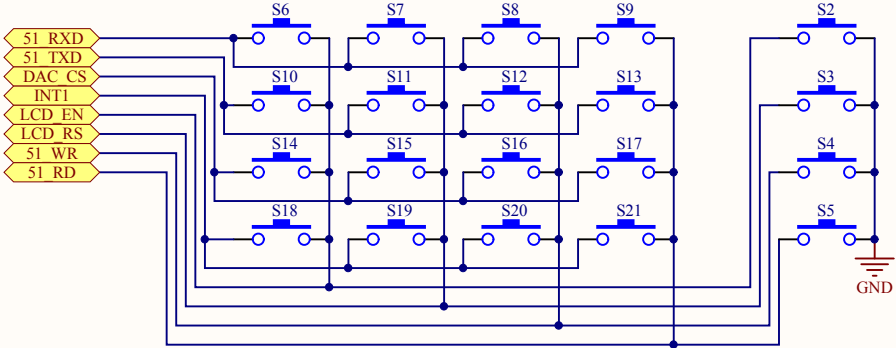 S6 S7 S8 S9 S2
51_RXD
51_TXD
DAC_CS
S10 S11 S12 S13 S3
INT1
LCD_EN
LCD_RS
S14 S15 S16 S17 S4
51_WR
51_RD
S18 S19 S20 S21 S5
GND